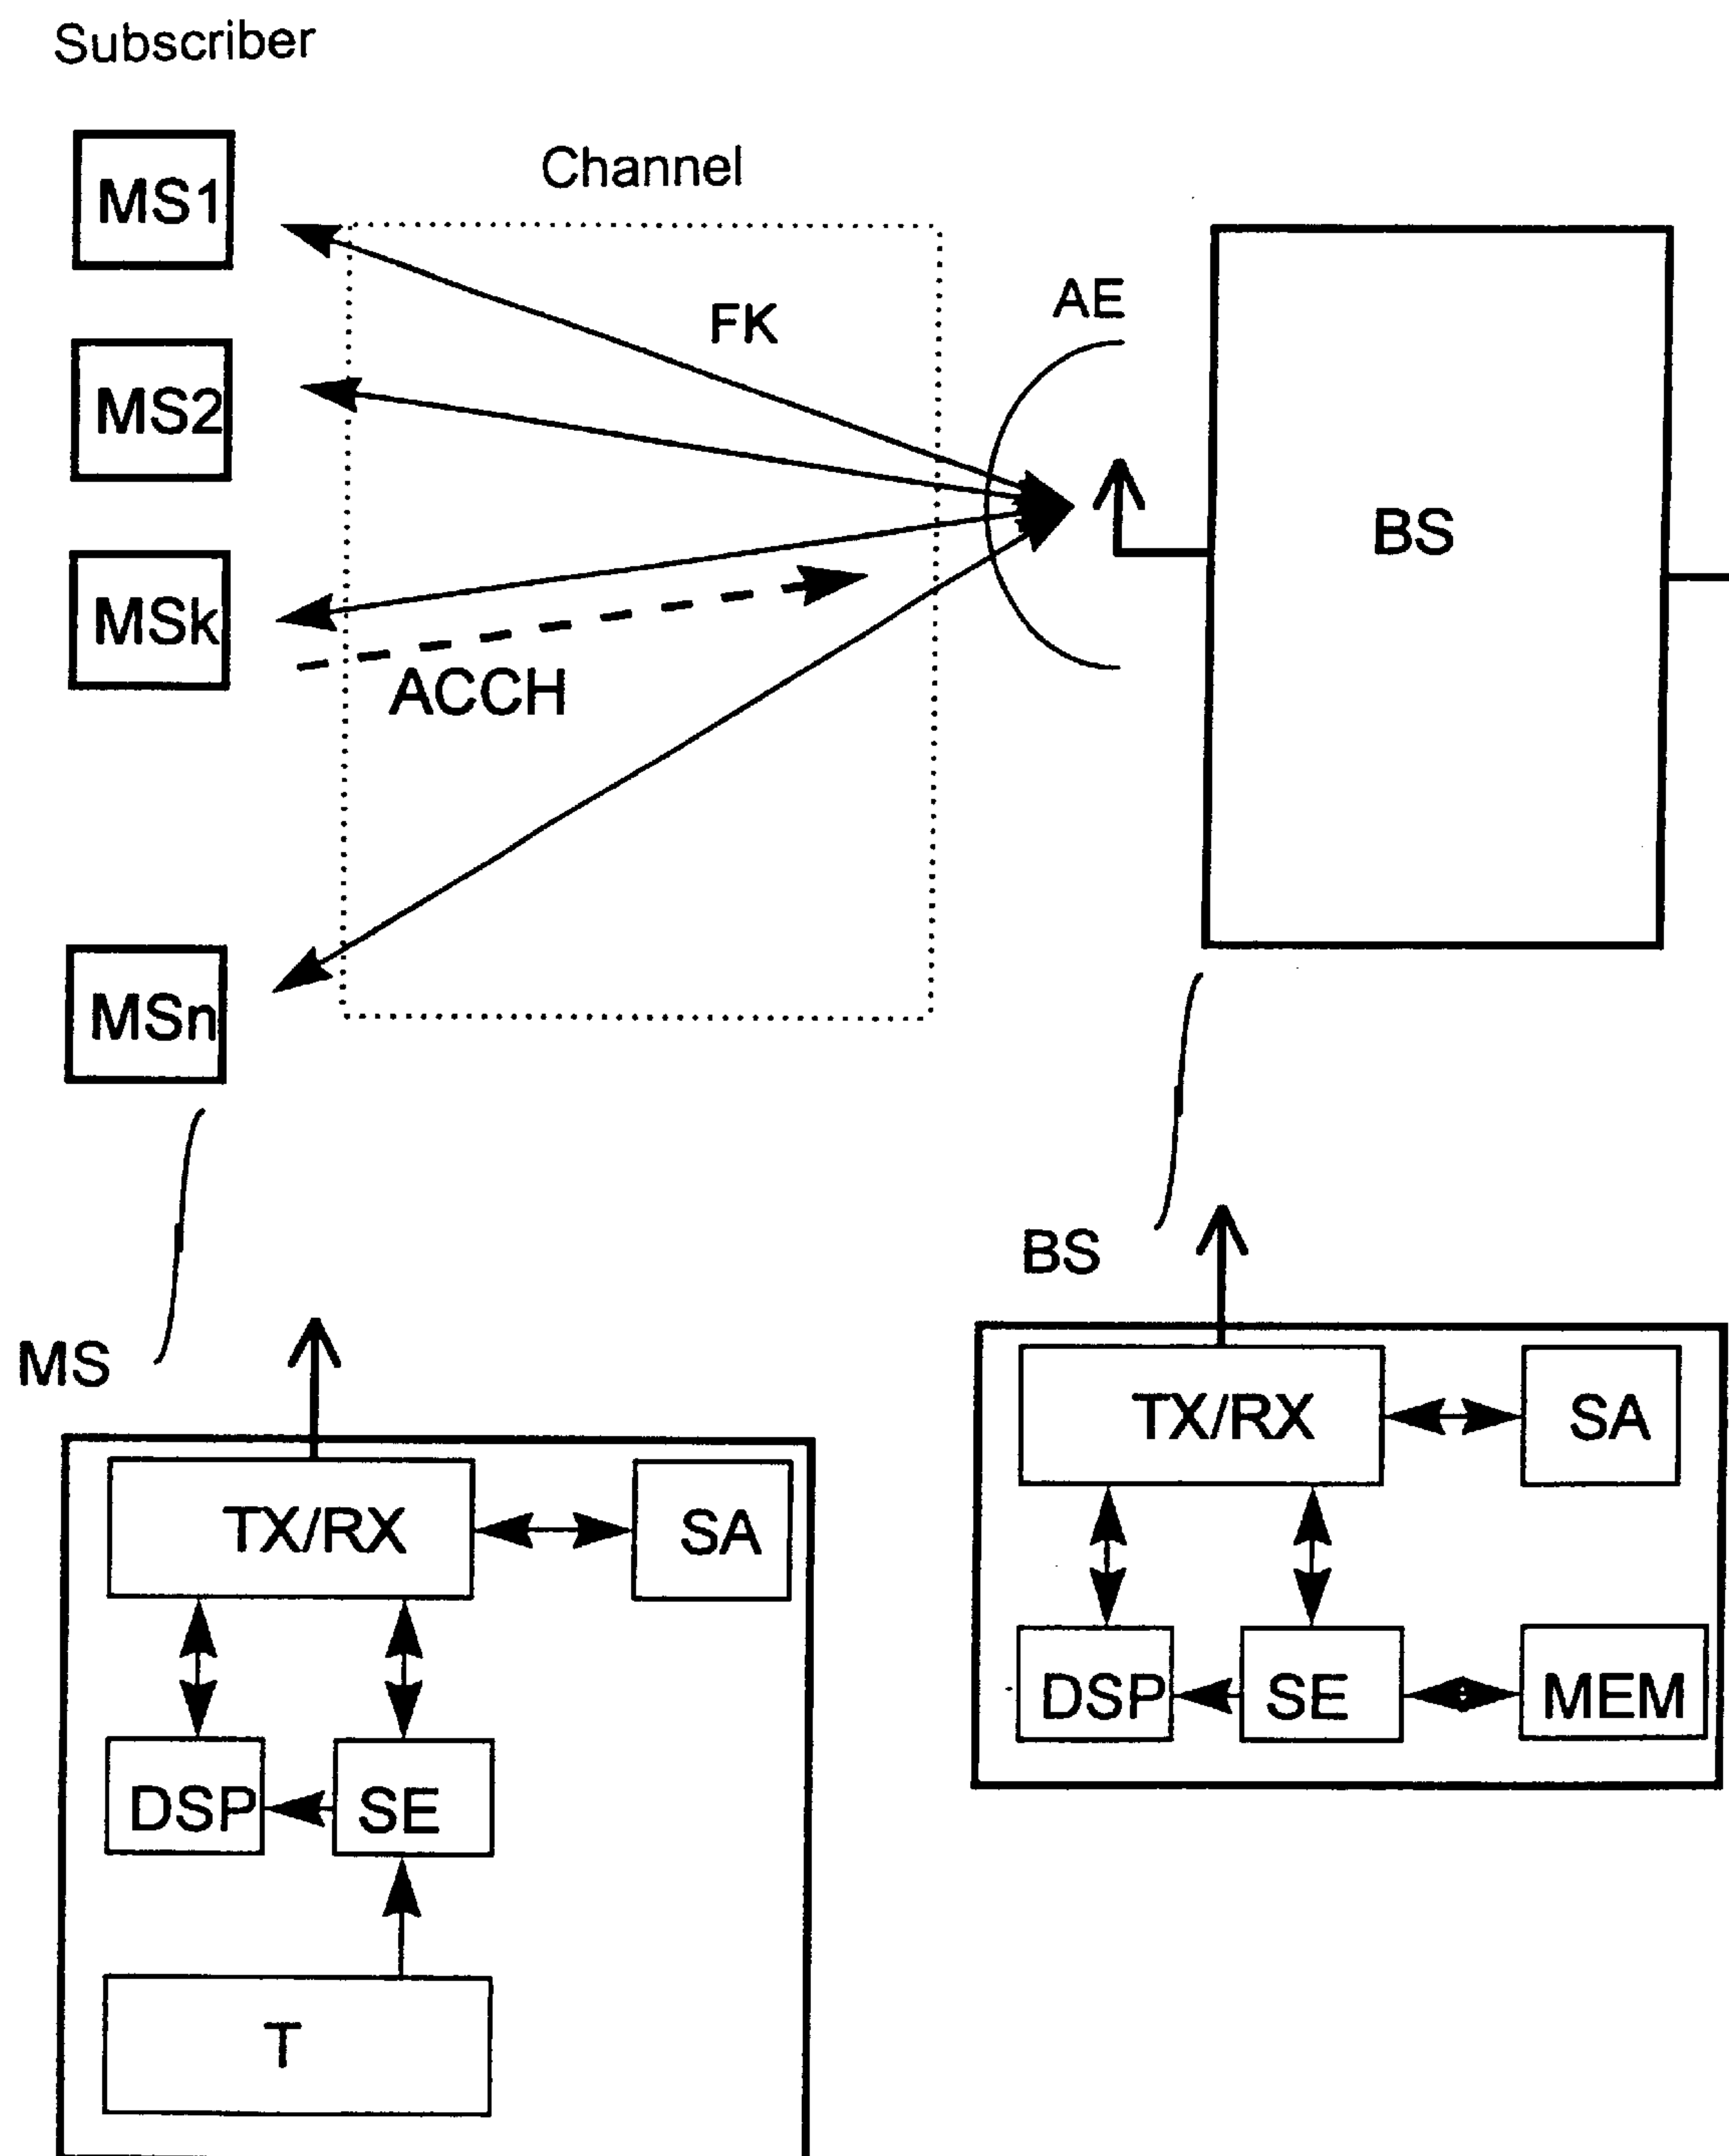 Subscriber
Channel
MS1
FK
AE
MS2
BS
MSk
ACCH
MSn
BS
MS
TX/RX
SA
TX/RX
SA
DSP
SE
MEM
DSP
SE
T